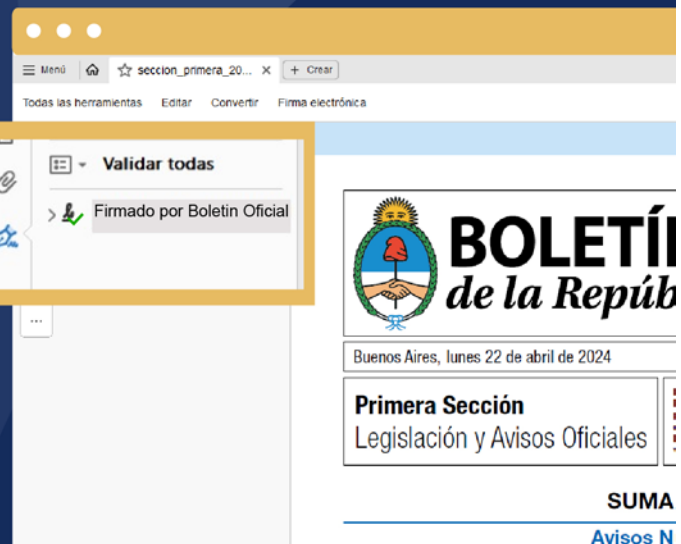 Menú seccion_primera_20... Crear
Todas las herramientas Editar Convertir Firma electrónica
Validar todas
Firmado por Boletin Oficial
...
BOLETÍ
de la Repúb
Buenos Aires, lunes 22 de abril de 2024
Primera Sección
Legislación y Avisos Oficiales
SUMA
Avisos N